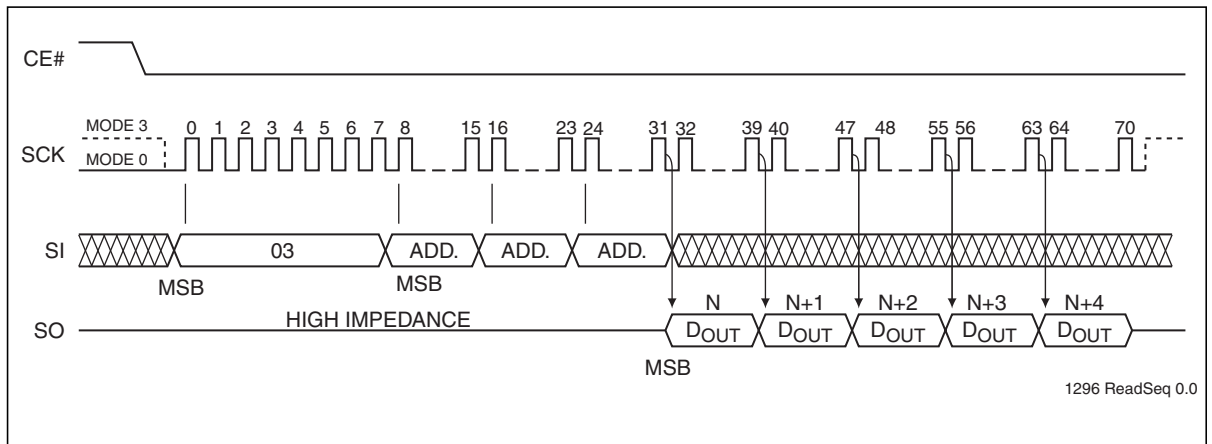 CE#
MODE 3
0 1 2 3 4 5 6 7 8 15 16 23 24 31 32 39 40 47 48 55 56 63 64 70
SCK
MODE 0
SI 03 ADD. ADD. ADD.
MSB MSB
N N+1 N+2 N+3 N+4
SO HIGH IMPEDANCE DOUT DOUT DOUT DOUT DOUT
MSB
1296 ReadSeq 0.0